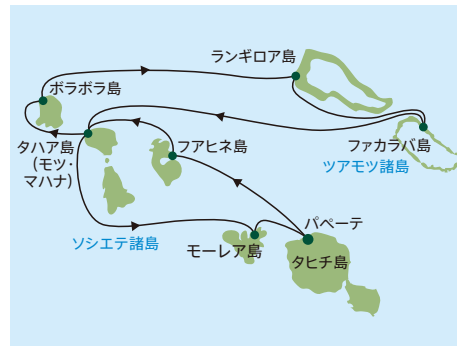 ランギロア島
ボラボラ島
タハア島
(モツ・
マハナ)
フアヒネ島
ファカラバ島
ツアモツ諸島
ソシエテ諸島
モーレア島
パペーテ
タヒチ島